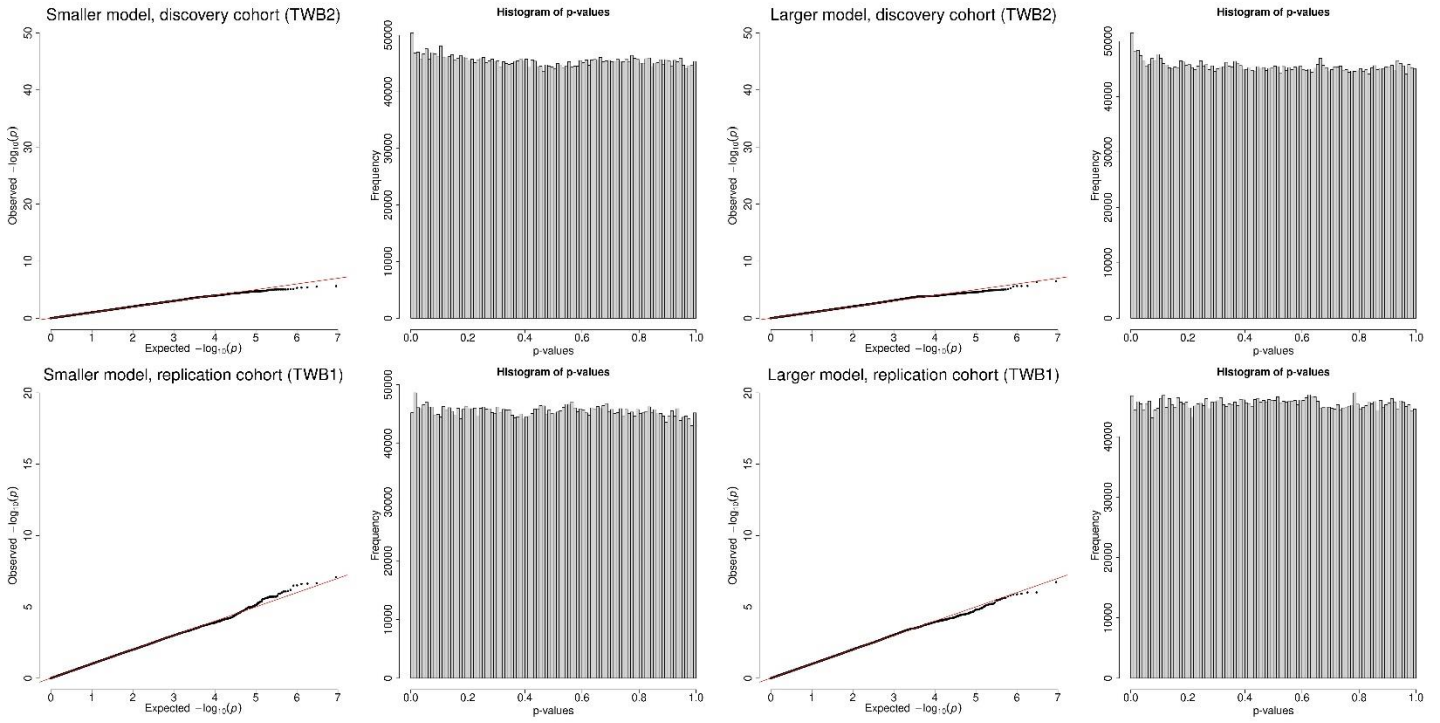 Smaller model, discovery cohort (TWB2)
50
40
30
20
10
0
Observed −log₁₀(p)
0 1 2 3 4 5 6 7
Expected −log₁₀(p)
Histogram of p-values
50000
40000
30000
20000
10000
0
Frequency
0.0 0.2 0.4 0.6 0.8 1.0
p-values
Larger model, discovery cohort (TWB2)
50
40
30
20
10
0
Observed −log₁₀(p)
0 1 2 3 4 5 6 7
Expected −log₁₀(p)
Histogram of p-values
50000
40000
30000
20000
10000
0
Frequency
0.0 0.2 0.4 0.6 0.8 1.0
p-values
Smaller model, replication cohort (TWB1)
20
15
10
5
0
Observed −log₁₀(p)
0 1 2 3 4 5 6 7
Expected −log₁₀(p)
Histogram of p-values
50000
40000
30000
20000
10000
0
Frequency
0.0 0.2 0.4 0.6 0.8 1.0
p-values
Larger model, replication cohort (TWB1)
20
15
10
5
0
Observed −log₁₀(p)
0 1 2 3 4 5 6 7
Expected −log₁₀(p)
Histogram of p-values
40000
30000
20000
10000
0
Frequency
0.0 0.2 0.4 0.6 0.8 1.0
p-values